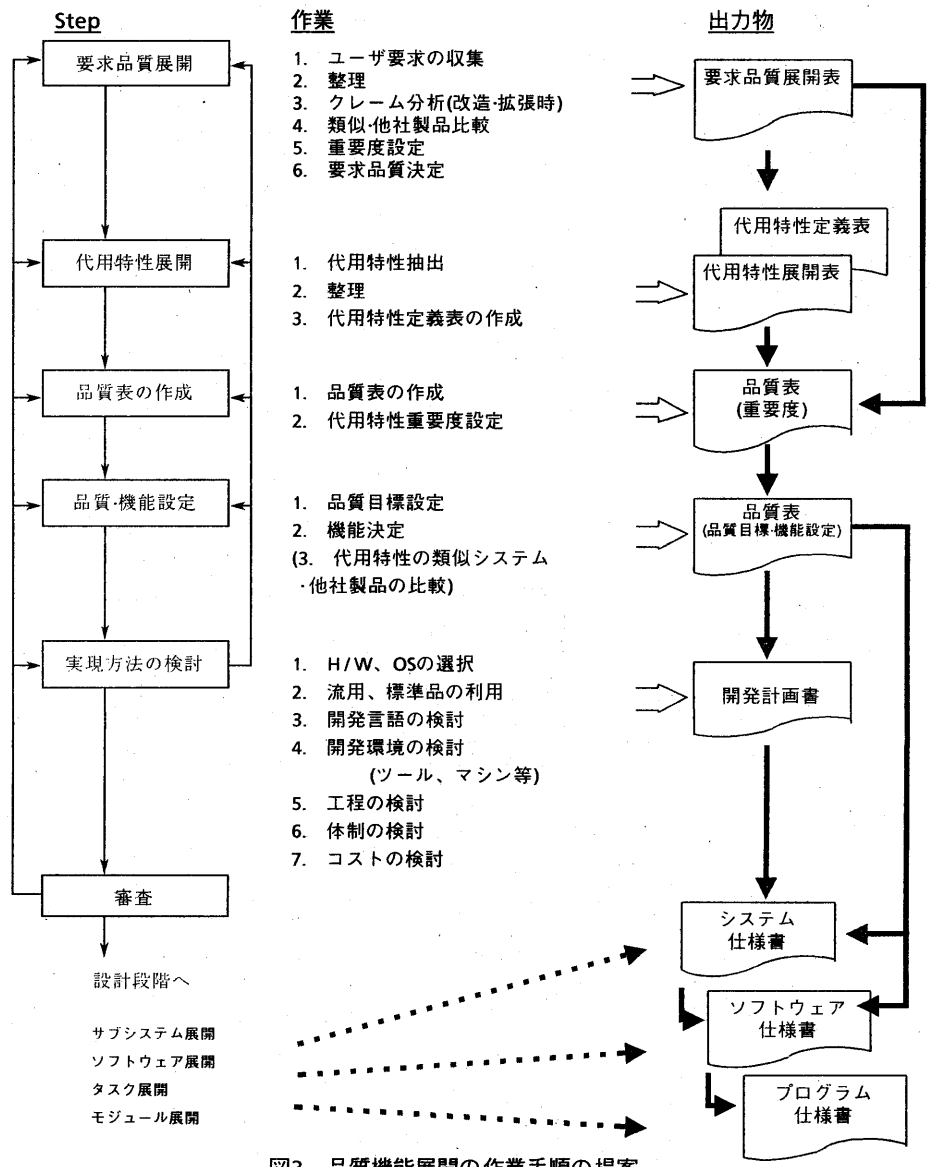 Step
作業
出力物
要求品質展開
1. ユーザ要求の収集
2. 整理
3. クレーム分析(改造·拡張時)
4. 類似·他社製品比較
5. 重要度設定
6. 要求品質決定
要求品質展開表
代用特性展開
1. 代用特性抽出
2. 整理
3. 代用特性定義表の作成
代用特性定義表
代用特性展開表
品質表の作成
1. 品質表の作成
2. 代用特性重要度設定
品質表
(重要度)
品質·機能設定
1. 品質目標設定
2. 機能決定
(3. 代用特性の類似システム
·他社製品の比較)
品質表
(品質目標·機能設定)
実現方法の検討
1. H/W、OSの選択
2. 流用、標準品の利用
3. 開発言語の検討
4. 開発環境の検討
(ツール、マシン等)
5. 工程の検討
6. 体制の検討
7. コストの検討
開発計画書
審査
設計段階へ
サブシステム展開
ソフトウェア展開
タスク展開
モジュール展開
システム
仕様書
ソフトウェア
仕様書
プログラム
仕様書
品質機能展開の作業手順の提案